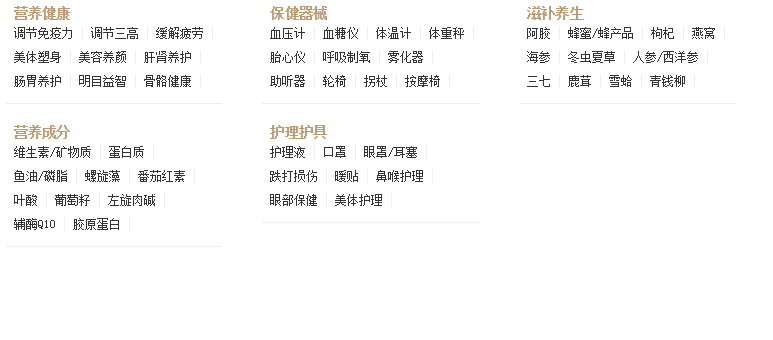 营养健康
调节免疫力 调节三高 缓解疲劳
美体塑身 美容养颜 肝肾养护
肠胃养护 明目益智 骨骼健康
保健器械
血压计 血糖仪 体温计 体重秤
胎心仪 呼吸制氧 雾化器
助听器 轮椅 拐杖 按摩椅
滋补养生
阿胶 蜂蜜/蜂产品 枸杞 燕窝
海参 冬虫夏草 人参/西洋参
三七 鹿茸 雪蛤 青钱柳
营养成分
维生素/矿物质 蛋白质
鱼油/磷脂 螺旋藻 番茄红素
叶酸 葡萄籽 左旋肉碱
辅酶Q10 胶原蛋白
护理护具
护理液 口罩 眼罩/耳塞
跌打损伤 暖贴 鼻喉护理
眼部保健 美体护理